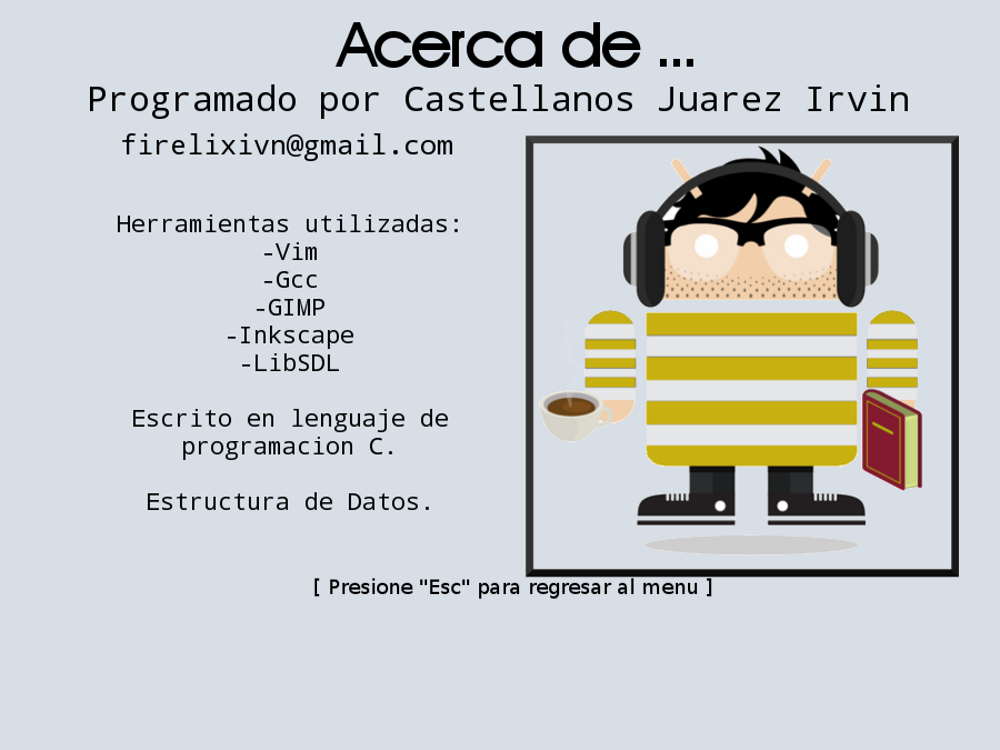 Acerca de ...
Programado por Castellanos Juarez Irvin
firelixivn@gmail.com
Herramientas utilizadas:
-Vim
-Gcc
-GIMP
-Inkscape
-LibSDL
Escrito en lenguaje de
programacion C.
Estructura de Datos.
[ Presione "Esc" para regresar al menu ]